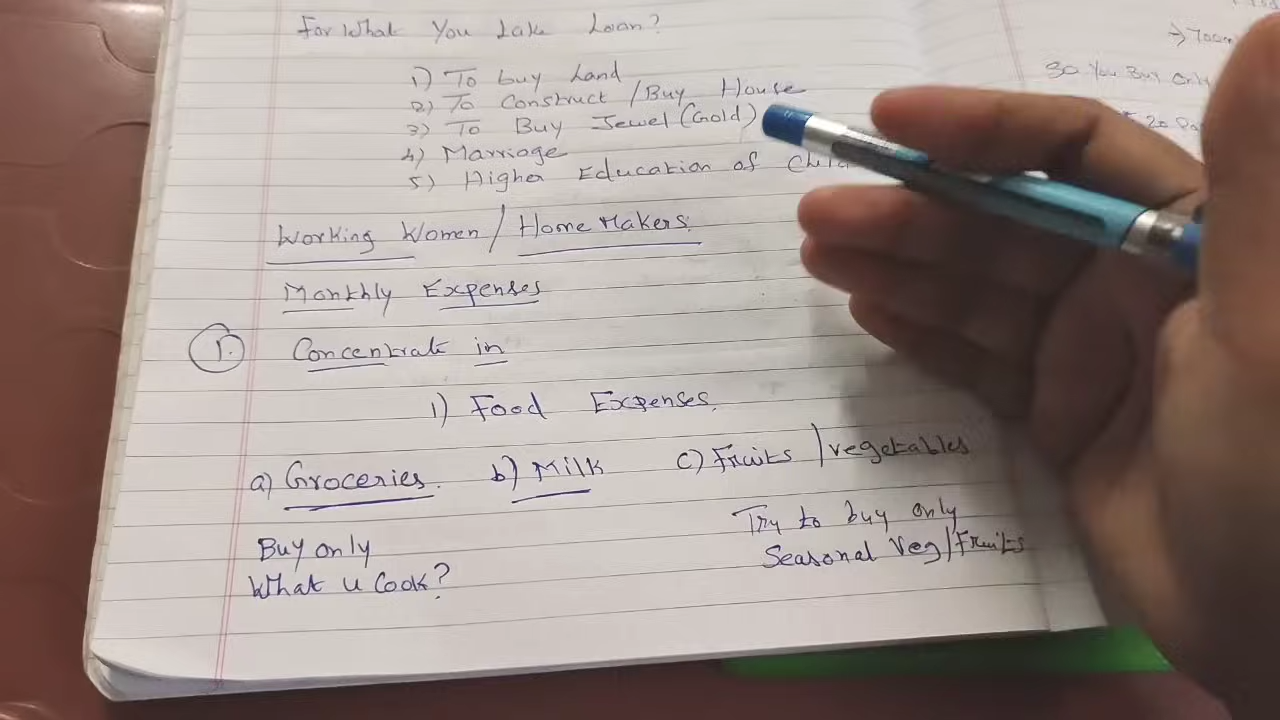 For What You take Loan?
1) To buy Land
2) To Construct / Buy House
3) To Buy Jewel (Gold)
4) Marriage
5) Higher Education of
Working Women / Home Makers.
Monthly Expenses
1. Concentrate in
1) Food Expenses.
a) Groceries. b) Milk c) Fruits / vegetables
Buy only
What u Cook?
Try to buy only
Seasonal Veg/Fruits
So You Buy Only